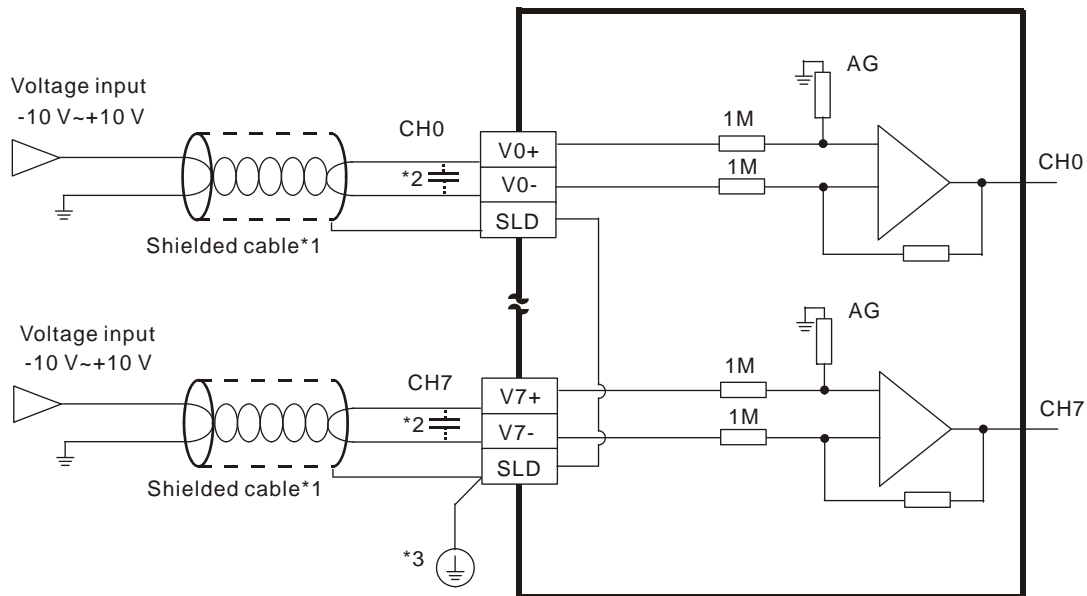 Voltage input
-10 V~+10 V
CH0
*2
V0+
V0-
SLD
Shielded cable*1
1M
1M
AG
CH0
Voltage input
-10 V~+10 V
CH7
*2
V7+
V7-
SLD
Shielded cable*1
*3
1M
1M
AG
CH7